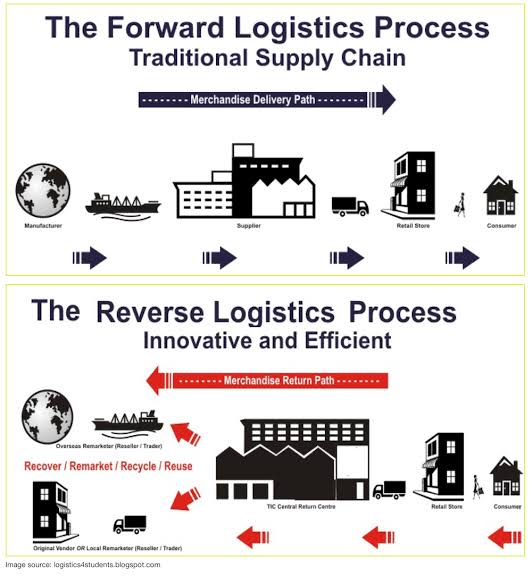 The Forward Logistics Process
Traditional Supply Chain
Merchandise Delivery Path
Manufacturer
Supplier
Retail Store
Consumer
The Reverse Logistics Process
Innovative and Efficient
Merchandise Return Path
Overseas Remarketer (Reseller / Trader)
Recover / Remarket / Recycle / Reuse
TIC Central Return Centre
Retail Store
Consumer
Original Vendor OR Local Remarketer (Reseller / Trader)
Image source: logistics4students.blogspot.com